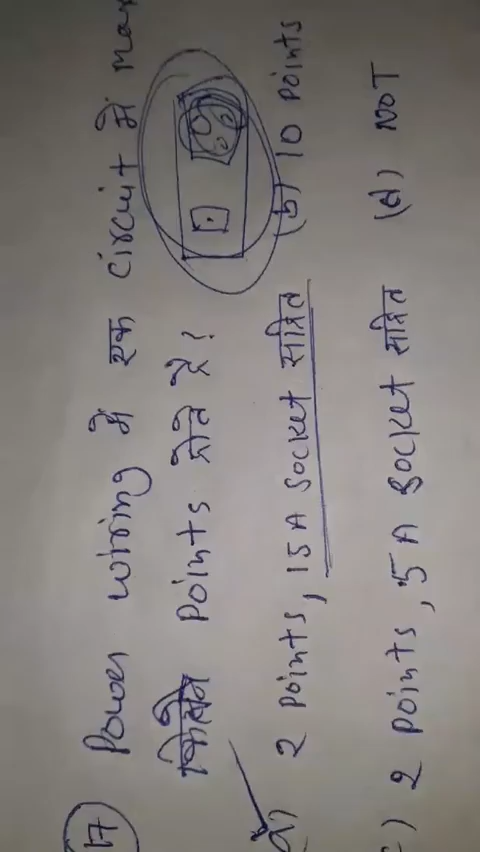 17 Power wiring में एक circuit में max
कितने Points होते है?
a) 2 Points, 15 A Socket सहित (b) 10 Points
c) 2 Points, 5 A Socket सहित (d) NOT